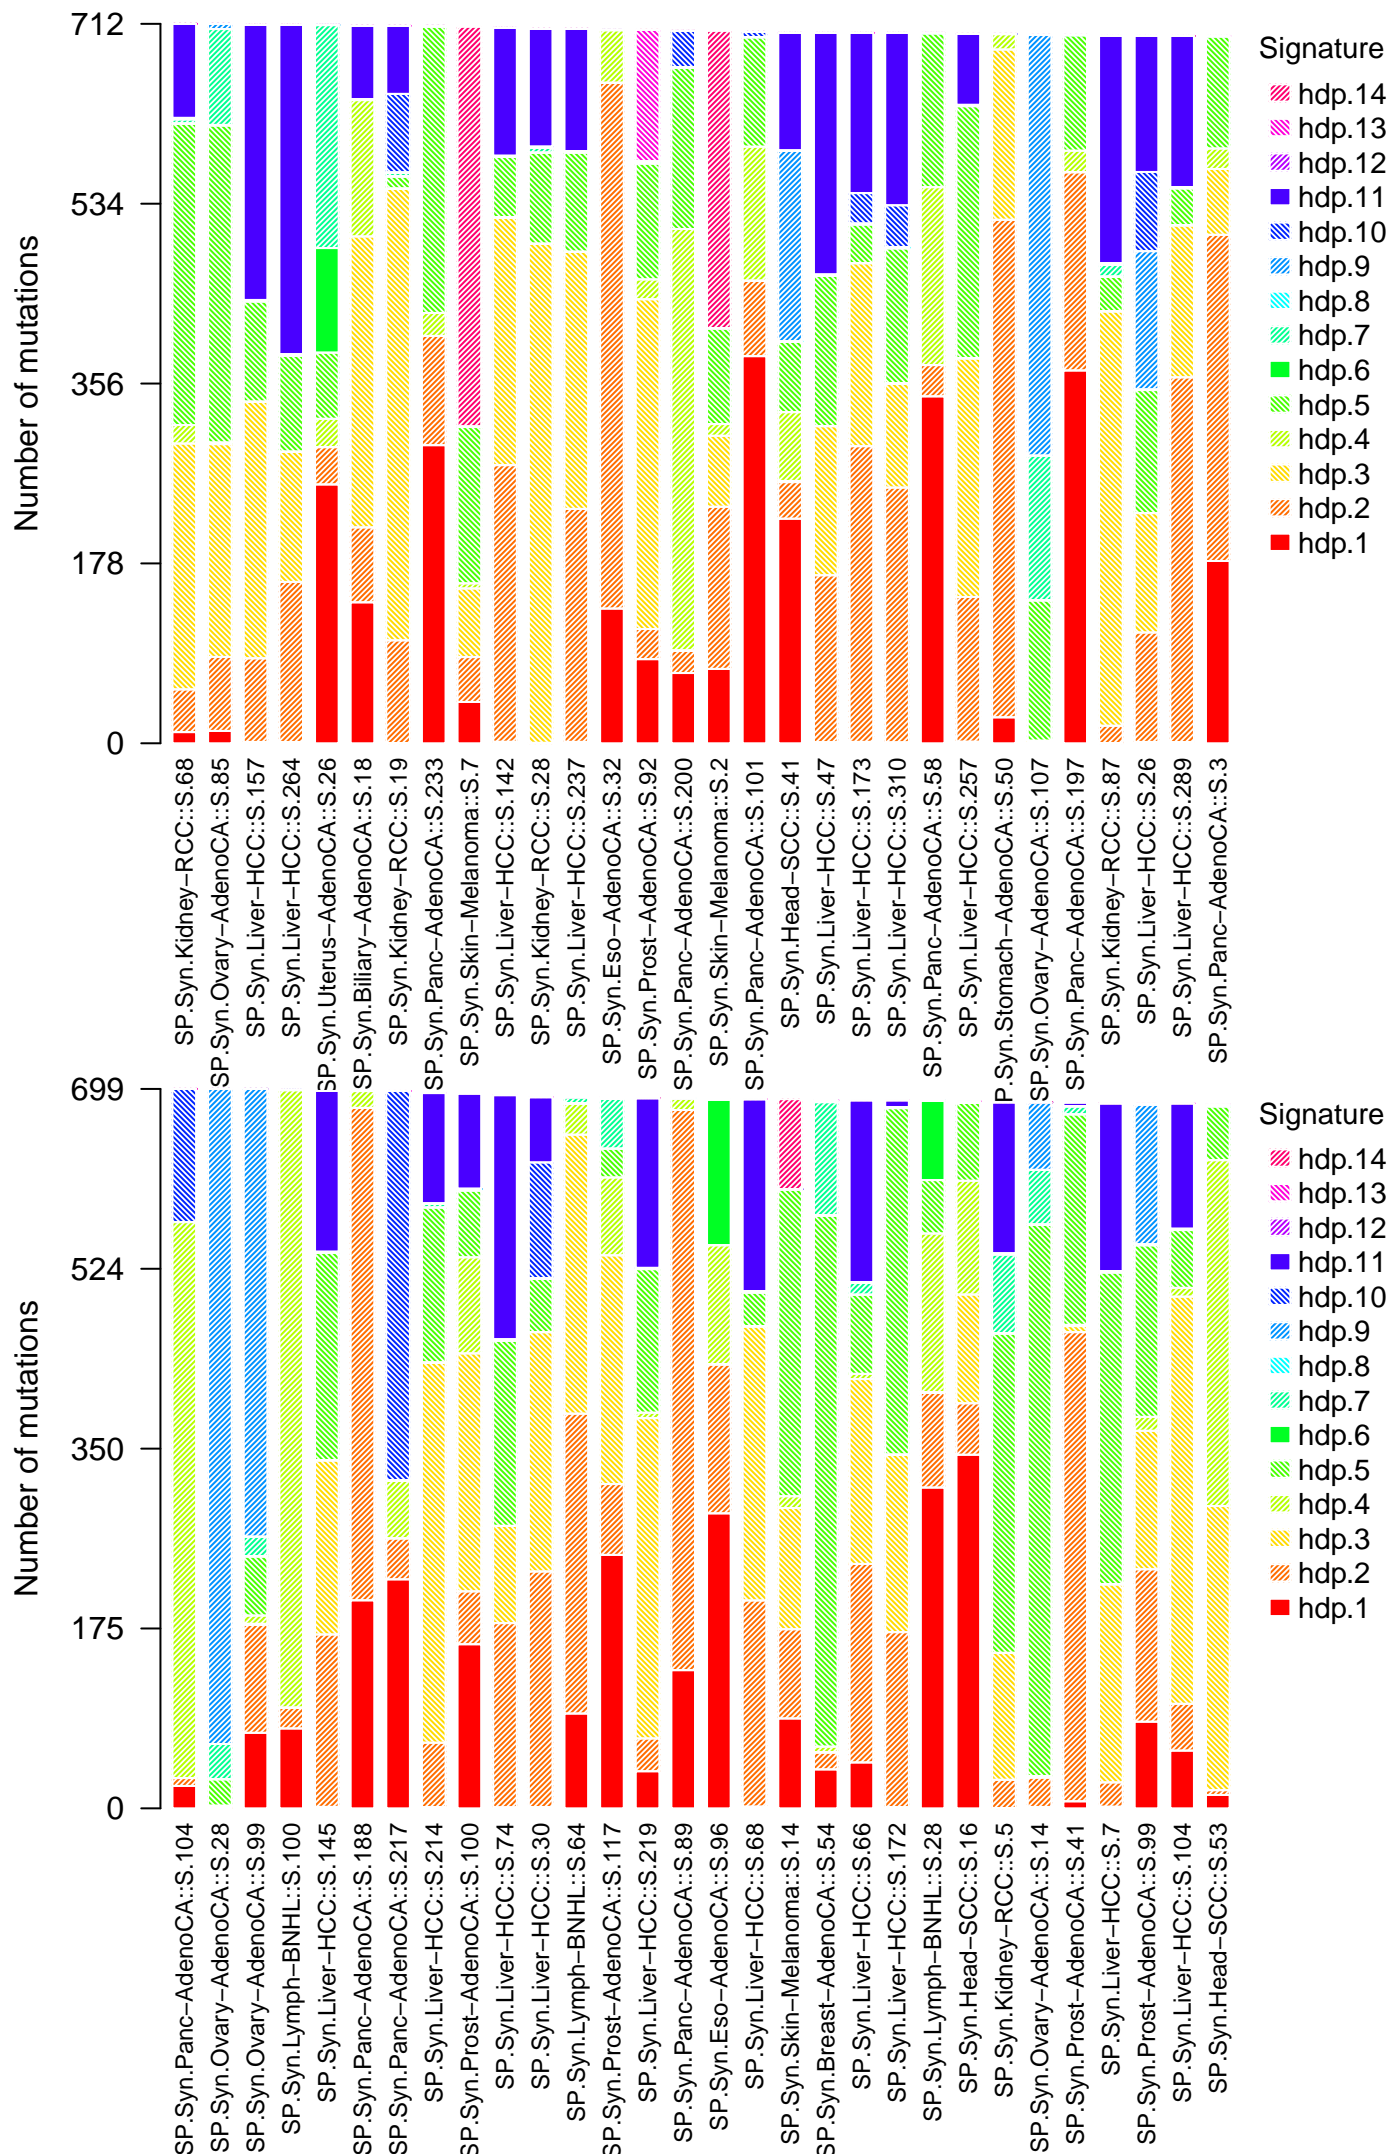 Number of mutations
712
534
356
178
0
Signature
hdp.14
hdp.13
hdp.12
hdp.11
hdp.10
hdp.9
hdp.8
hdp.7
hdp.6
hdp.5
hdp.4
hdp.3
hdp.2
hdp.1
SP.Syn.Kidney−RCC::S.68
SP.Syn.Ovary−AdenoCA::S.85
SP.Syn.Liver−HCC::S.157
SP.Syn.Liver−HCC::S.264
SP.Syn.Uterus−AdenoCA::S.26
SP.Syn.Biliary−AdenoCA::S.18
SP.Syn.Kidney−RCC::S.19
SP.Syn.Panc−AdenoCA::S.233
SP.Syn.Skin−Melanoma::S.7
SP.Syn.Liver−HCC::S.142
SP.Syn.Kidney−RCC::S.28
SP.Syn.Liver−HCC::S.237
SP.Syn.Eso−AdenoCA::S.32
SP.Syn.Prost−AdenoCA::S.92
SP.Syn.Panc−AdenoCA::S.200
SP.Syn.Skin−Melanoma::S.2
SP.Syn.Panc−AdenoCA::S.101
SP.Syn.Head−SCC::S.41
SP.Syn.Liver−HCC::S.47
SP.Syn.Liver−HCC::S.173
SP.Syn.Liver−HCC::S.310
SP.Syn.Panc−AdenoCA::S.58
SP.Syn.Liver−HCC::S.257
P.Syn.Stomach−AdenoCA::S.50
SP.Syn.Ovary−AdenoCA::S.107
SP.Syn.Panc−AdenoCA::S.197
SP.Syn.Kidney−RCC::S.87
SP.Syn.Liver−HCC::S.26
SP.Syn.Liver−HCC::S.289
SP.Syn.Panc−AdenoCA::S.3
Number of mutations
699
524
350
175
0
Signature
hdp.14
hdp.13
hdp.12
hdp.11
hdp.10
hdp.9
hdp.8
hdp.7
hdp.6
hdp.5
hdp.4
hdp.3
hdp.2
hdp.1
SP.Syn.Panc−AdenoCA::S.104
SP.Syn.Ovary−AdenoCA::S.28
SP.Syn.Ovary−AdenoCA::S.99
SP.Syn.Lymph−BNHL::S.100
SP.Syn.Liver−HCC::S.145
SP.Syn.Panc−AdenoCA::S.188
SP.Syn.Panc−AdenoCA::S.217
SP.Syn.Liver−HCC::S.214
SP.Syn.Prost−AdenoCA::S.100
SP.Syn.Liver−HCC::S.74
SP.Syn.Liver−HCC::S.30
SP.Syn.Lymph−BNHL::S.64
SP.Syn.Prost−AdenoCA::S.117
SP.Syn.Liver−HCC::S.219
SP.Syn.Panc−AdenoCA::S.89
SP.Syn.Eso−AdenoCA::S.96
SP.Syn.Liver−HCC::S.68
SP.Syn.Skin−Melanoma::S.14
SP.Syn.Breast−AdenoCA::S.54
SP.Syn.Liver−HCC::S.66
SP.Syn.Liver−HCC::S.172
SP.Syn.Lymph−BNHL::S.28
SP.Syn.Head−SCC::S.16
SP.Syn.Kidney−RCC::S.5
SP.Syn.Ovary−AdenoCA::S.14
SP.Syn.Prost−AdenoCA::S.41
SP.Syn.Liver−HCC::S.7
SP.Syn.Prost−AdenoCA::S.99
SP.Syn.Liver−HCC::S.104
SP.Syn.Head−SCC::S.53